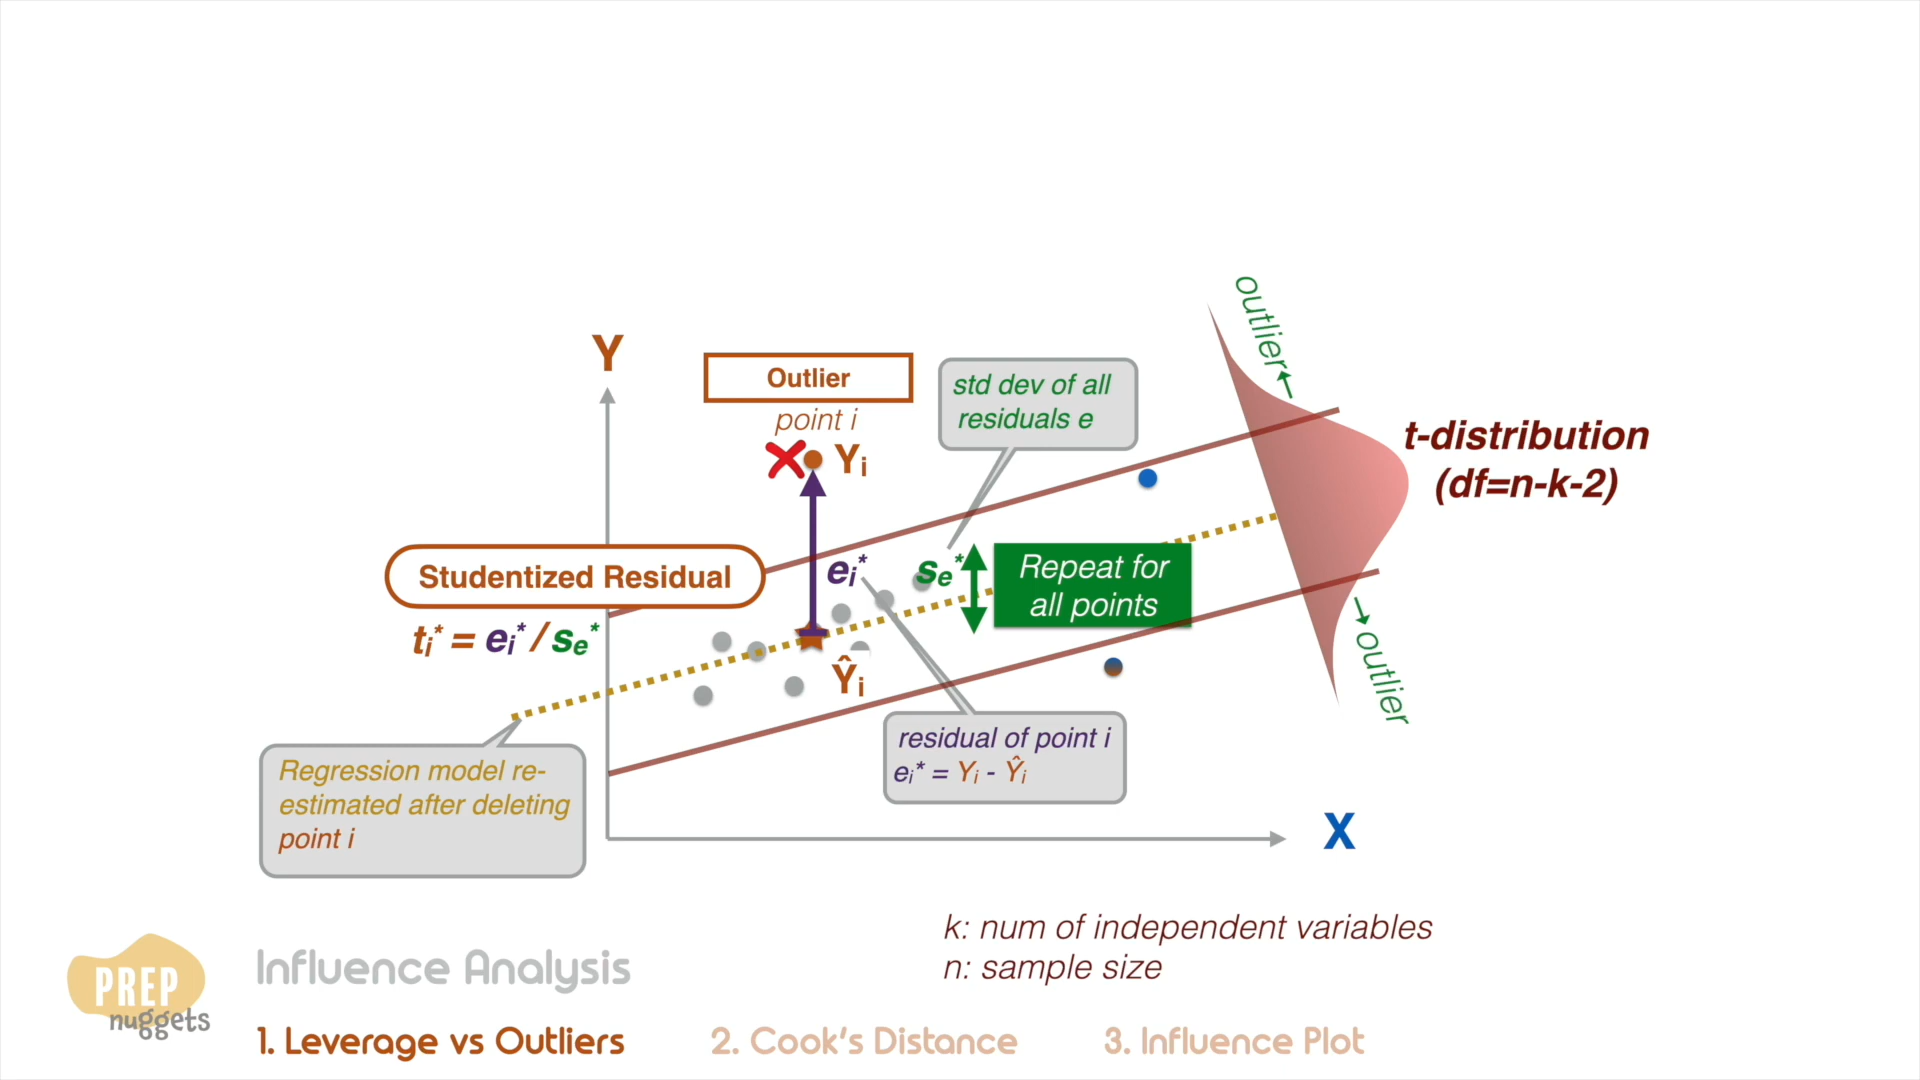 outlier
Y
Outlier
point i
Yᵢ
std dev of all
residuals e
t-distribution
(df=n-k-2)
Studentized Residual
tᵢ* = eᵢ* / sₑ*
eᵢ*
sₑ*
Repeat for
all points
Ŷᵢ
outlier
residual of point i
eᵢ* = Yᵢ - Ŷᵢ
Regression model re-
estimated after deleting
point i
X
k: num of independent variables
n: sample size
PREP
nuggets
Influence Analysis
1. Leverage vs Outliers
2. Cook's Distance
3. Influence Plot